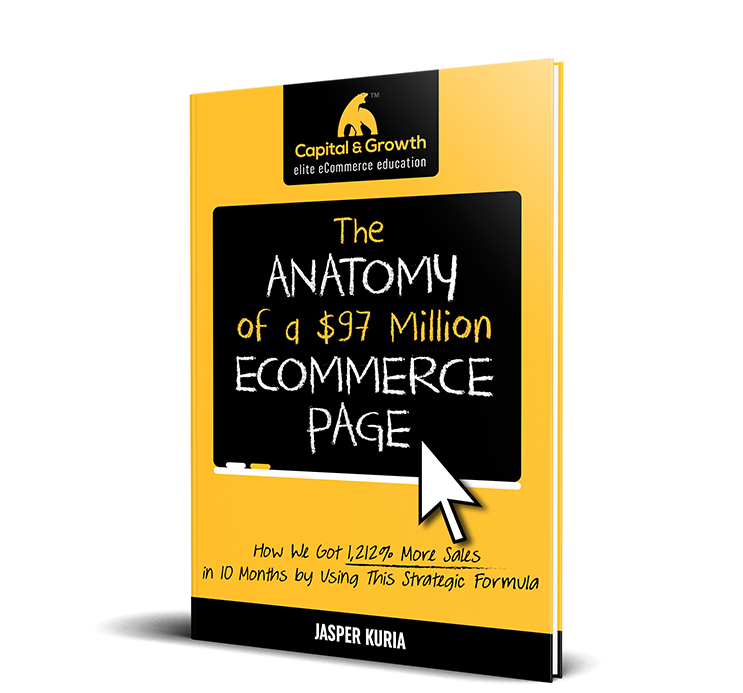 TM
Capital & Growth
elite eCommerce education
The
ANATOMY
of a $97 Million
ECOMMERCE
PAGE
How We Got 1,212% More Sales
in 10 Months by Using This Strategic Formula
JASPER KURIA